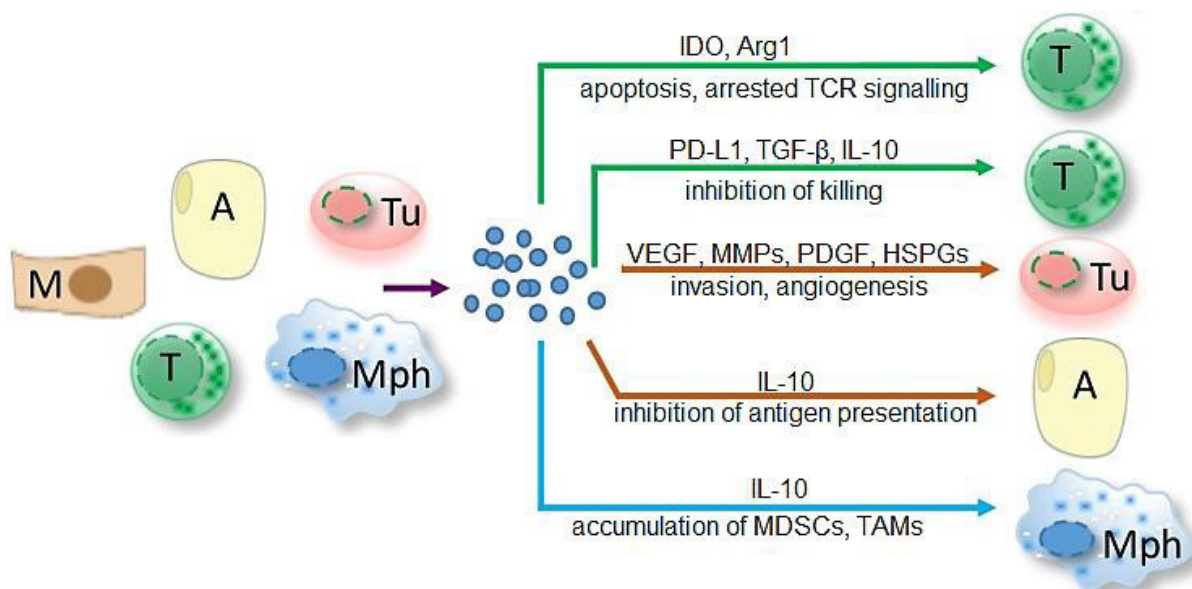 IDO, Arg1
apoptosis, arrested TCR signalling
T
PD-L1, TGF-β, IL-10
inhibition of killing
T
A
Tu
M
T
Mph
VEGF, MMPs, PDGF, HSPGs
invasion, angiogenesis
Tu
IL-10
inhibition of antigen presentation
A
IL-10
accumulation of MDSCs, TAMs
Mph